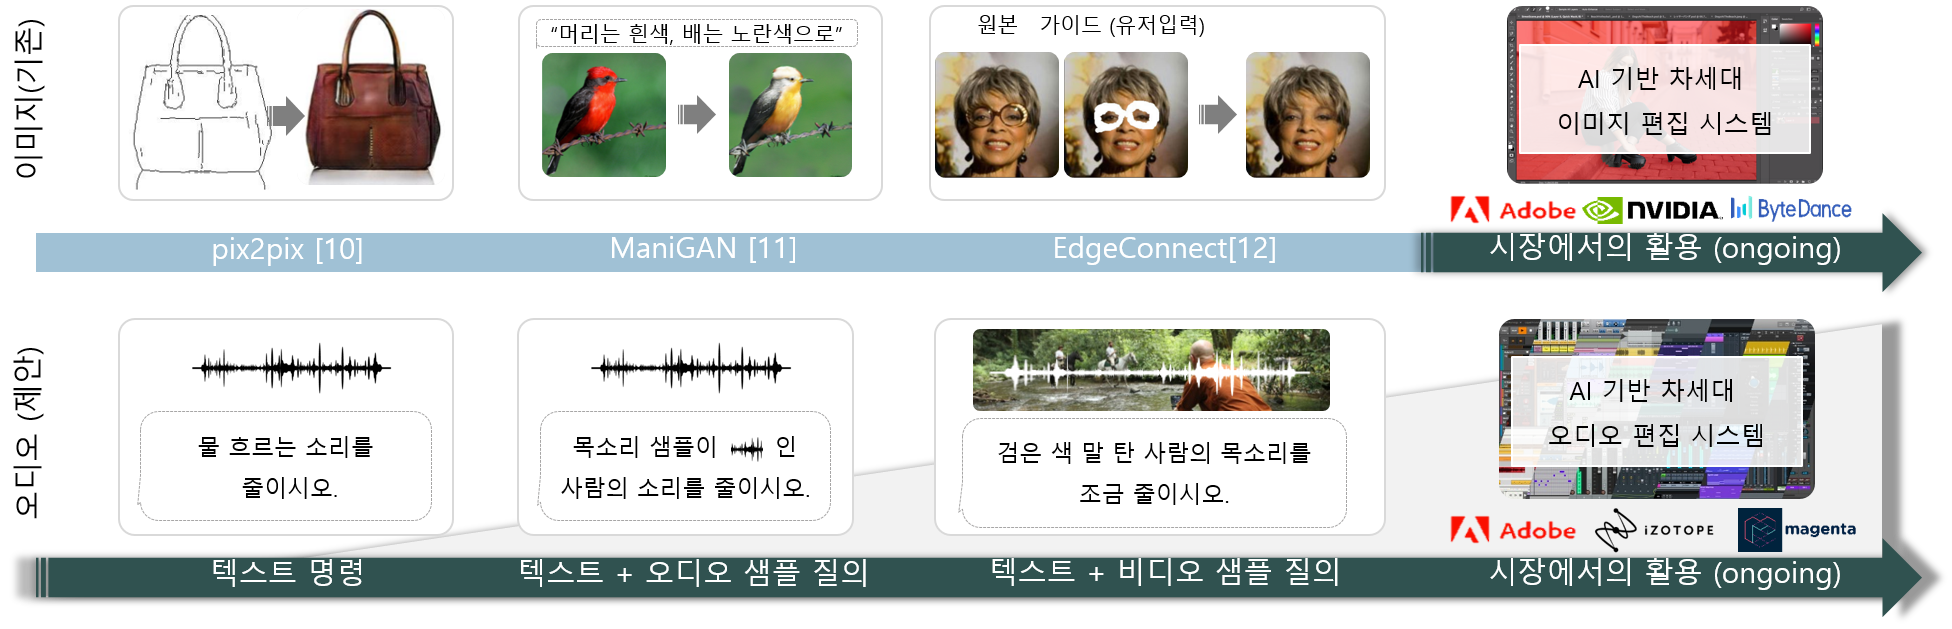 이미지(기존)
“머리는 흰색, 배는 노란색으로”
원본 가이드 (유저입력)
AI 기반 차세대
이미지 편집 시스템
Adobe NVIDIA ByteDance
pix2pix [10] ManiGAN [11] EdgeConnect[12] 시장에서의 활용 (ongoing)
오디오 (제안)
물 흐르는 소리를
줄이시오.
목소리 샘플이 인
사람의 소리를 줄이시오.
검은 색 말 탄 사람의 목소리를
조금 줄이시오.
AI 기반 차세대
오디오 편집 시스템
Adobe iZOTOPE magenta
텍스트 명령 텍스트 + 오디오 샘플 질의 텍스트 + 비디오 샘플 질의 시장에서의 활용 (ongoing)